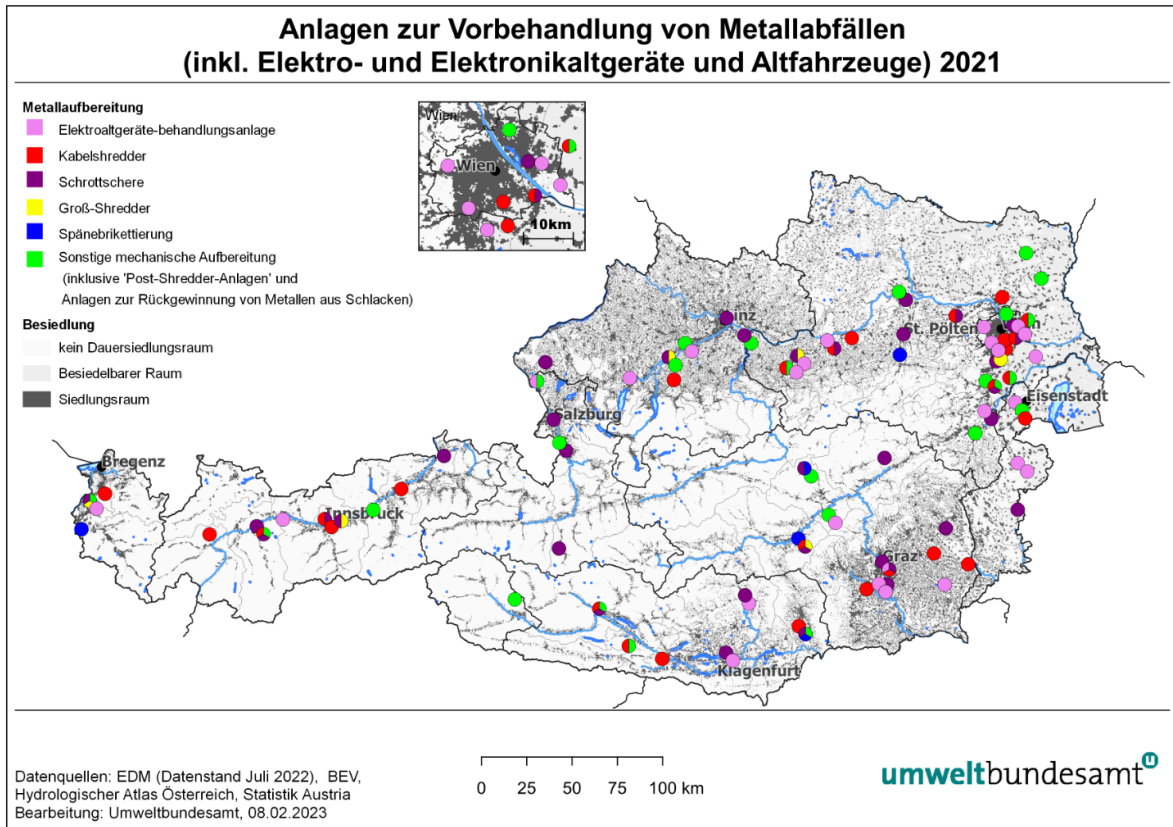 Anlagen zur Vorbehandlung von Metallabfällen
(inkl. Elektro- und Elektronikaltgeräte und Altfahrzeuge) 2021
Metallaufbereitung
Elektroaltgeräte-behandlungsanlage
Kabelshredder
Schrottschere
Groß-Shredder
Spänebrikettierung
Sonstige mechanische Aufbereitung
(inklusive 'Post-Shredder-Anlagen' und
Anlagen zur Rückgewinnung von Metallen aus Schlacken)
Besiedlung
kein Dauersiedlungsraum
Besiedelbarer Raum
Siedlungsraum
Wien
Wien
10km
inz
St. Pölten
n
Eisenstadt
Salzburg
Bregenz
Innsbruck
Graz
Klagenfurt
Datenquellen: EDM (Datenstand Juli 2022), BEV,
Hydrologischer Atlas Österreich, Statistik Austria
Bearbeitung: Umweltbundesamt, 08.02.2023
0 25 50 75 100 km
umweltbundesamt u